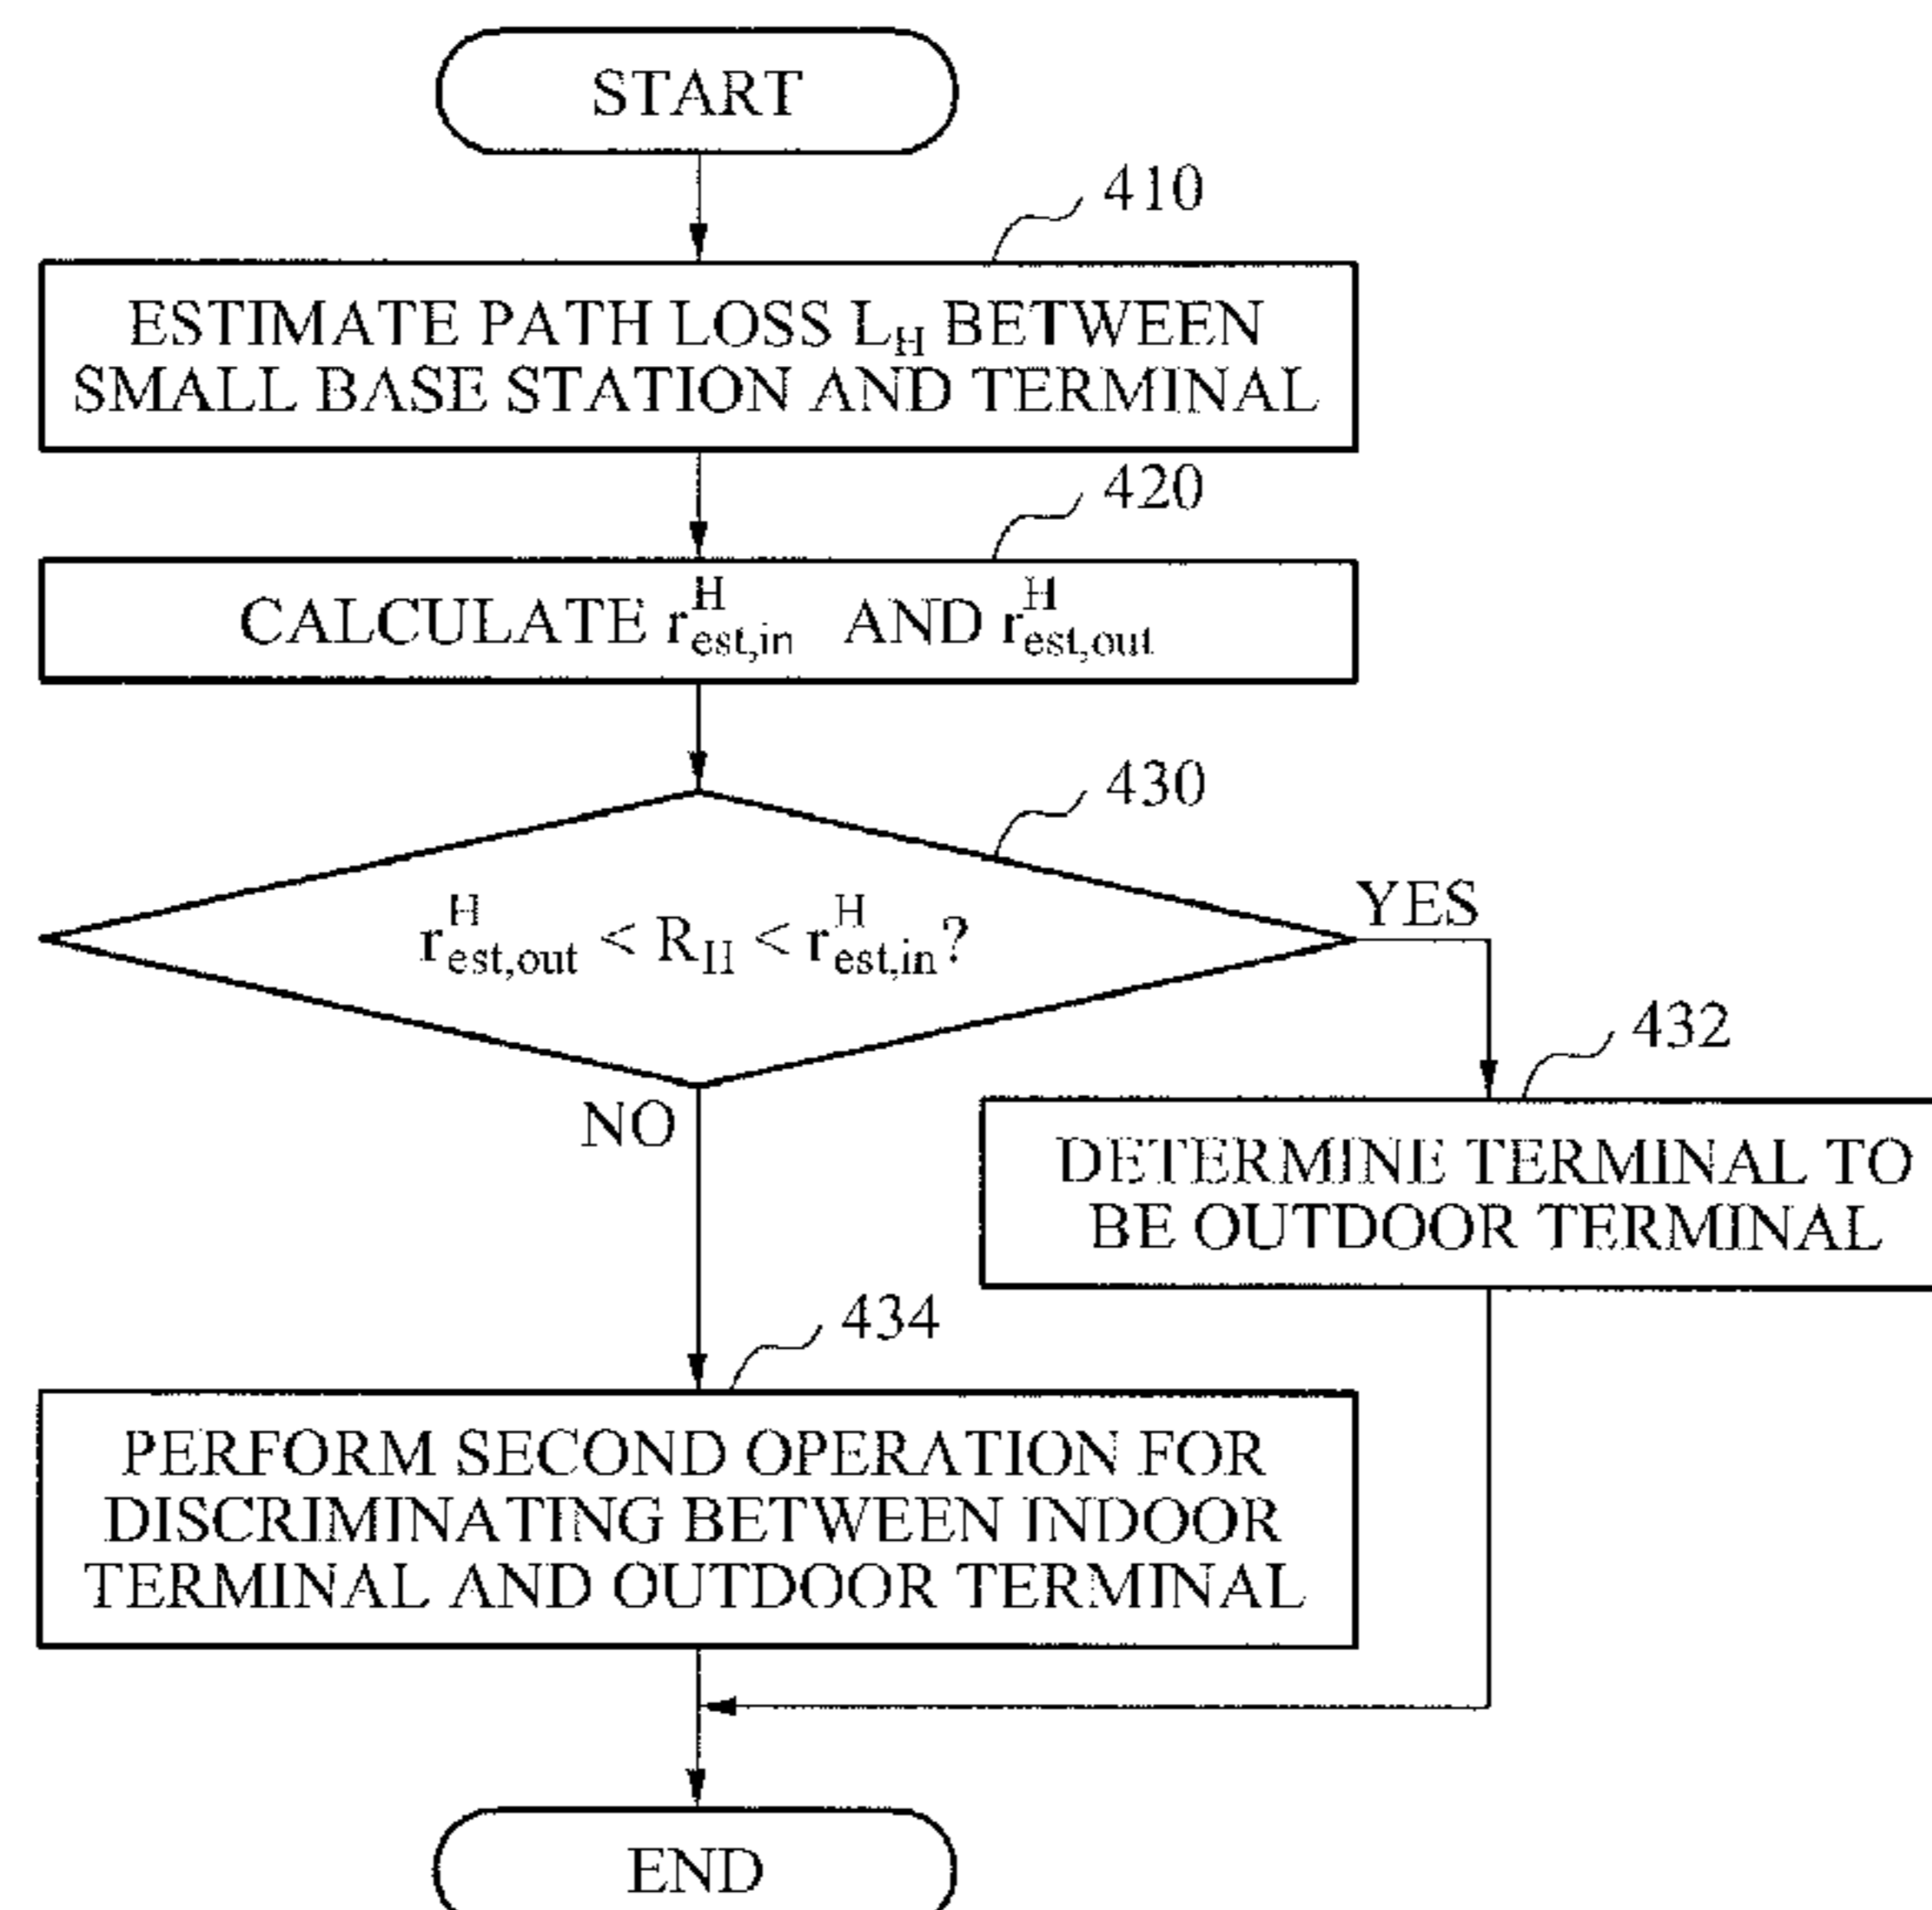 START
410
ESTIMATE PATH LOSS L_H BETWEEN
SMALL BASE STATION AND TERMINAL
420
CALCULATE r^H_est,in AND r^H_est,out
430
r^H_est,out < R_H < r^H_est,in?
YES
432
NO
DETERMINE TERMINAL TO
BE OUTDOOR TERMINAL
434
PERFORM SECOND OPERATION FOR
DISCRIMINATING BETWEEN INDOOR
TERMINAL AND OUTDOOR TERMINAL
END